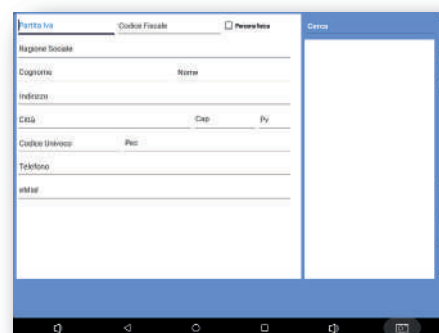 Partita Iva Codice Fiscale Persona fisica Cerca
Ragione Sociale
Cognome Nome
Indirizzo
Città Cap Pv
Codice Univoco Pec
Telefono
eMail